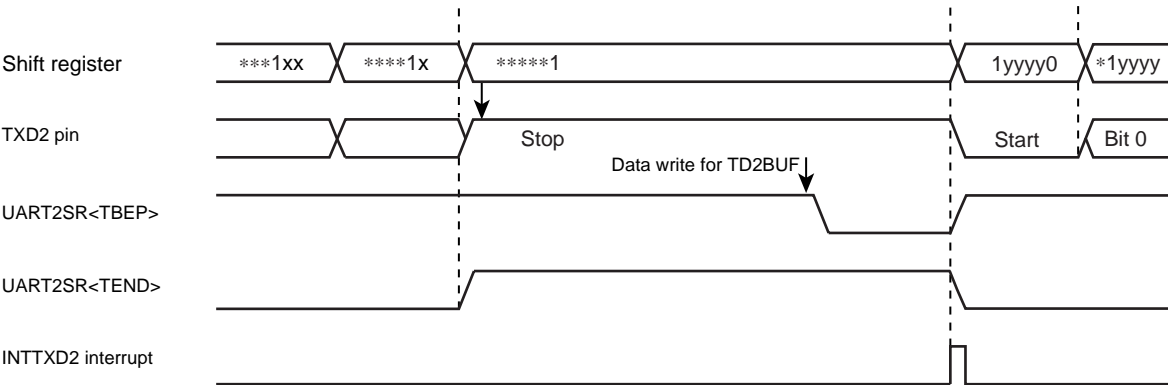 Shift register ***1xx ****1x *****1 1yyyy0 *1yyyy
TXD2 pin Stop Start Bit 0
Data write for TD2BUF
UART2SR<TBEP>
UART2SR<TEND>
INTTXD2 interrupt